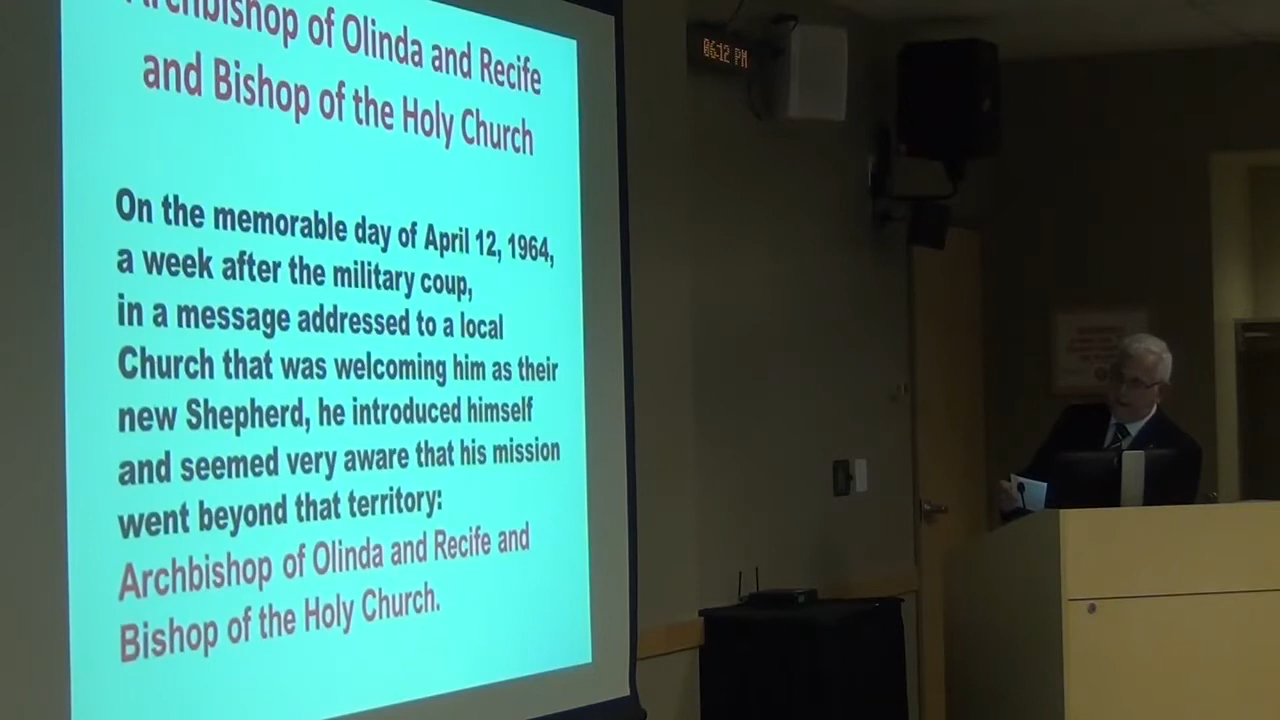 Archbishop of Olinda and Recife
and Bishop of the Holy Church
On the memorable day of April 12, 1964,
a week after the military coup,
in a message addressed to a local
Church that was welcoming him as their
new Shepherd, he introduced himself
and seemed very aware that his mission
went beyond that territory:
Archbishop of Olinda and Recife and
Bishop of the Holy Church.
06:12 PM